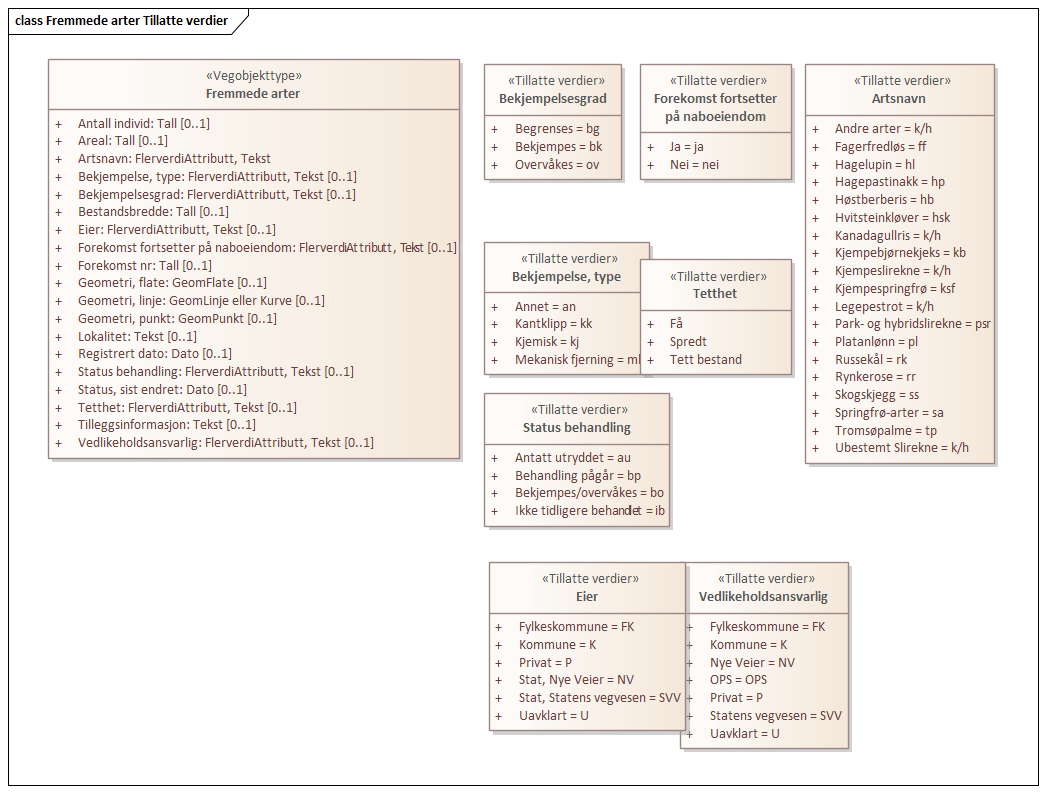 class Fremmede arter Tillatte verdier
«Vegobjekttype»
Fremmede arter
+ Antall individ: Tall [0..1]
+ Areal: Tall [0..1]
+ Artsnavn: FlerverdiAttributt, Tekst
+ Bekjempelse, type: FlerverdiAttributt, Tekst [0..1]
+ Bekjempelsesgrad: FlerverdiAttributt, Tekst [0..1]
+ Bestandsbredde: Tall [0..1]
+ Eier: FlerverdiAttributt, Tekst [0..1]
+ Forekomst fortsetter på naboeiendom: FlerverdiAttributt, Tekst [0..1]
+ Forekomst nr: Tall [0..1]
+ Geometri, flate: GeomFlate [0..1]
+ Geometri, linje: GeomLinje eller Kurve [0..1]
+ Geometri, punkt: GeomPunkt [0..1]
+ Lokalitet: Tekst [0..1]
+ Registrert dato: Dato [0..1]
+ Status behandling: FlerverdiAttributt, Tekst [0..1]
+ Status, sist endret: Dato [0..1]
+ Tetthet: FlerverdiAttributt, Tekst [0..1]
+ Tilleggsinformasjon: Tekst [0..1]
+ Vedlikeholdsansvarlig: FlerverdiAttributt, Tekst [0..1]
«Tillatte verdier»
Bekjempelsesgrad
+ Begrenses = bg
+ Bekjempes = bk
+ Overvåkes = ov
«Tillatte verdier»
Forekomst fortsetter
på naboeiendom
+ Ja = ja
+ Nei = nei
«Tillatte verdier»
Artsnavn
+ Andre arter = k/h
+ Fagerfredløs = ff
+ Hagelupin = hl
+ Hagepastinakk = hp
+ Høstberberis = hb
+ Hvitsteinkløver = hsk
+ Kanadagullris = k/h
+ Kjempebjørnekjeks = kb
+ Kjempeslirekne = k/h
+ Kjempespringfrø = ksf
+ Legepestrot = k/h
+ Park- og hybridslirekne = psr
+ Platanlønn = pl
+ Russekål = rk
+ Rynkerose = rr
+ Skogskjegg = ss
+ Springfrø-arter = sa
+ Tromsøpalme = tp
+ Ubestemt Slirekne = k/h
«Tillatte verdier»
Bekjempelse, type
+ Annet = an
+ Kantklipp = kk
+ Kjemisk = kj
+ Mekanisk fjerning =
«Tillatte verdier»
Tetthet
+ Få
+ Spredt
+ Tett bestand
«Tillatte verdier»
Status behandling
+ Antatt utryddet = au
+ Behandling pågår = bp
+ Bekjempes/overvåkes = bo
+ Ikke tidligere behandlet = ib
«Tillatte verdier»
Eier
+ Fylkeskommune = FK
+ Kommune = K
+ Privat = P
+ Stat, Nye Veier = NV
+ Stat, Statens vegvesen = SVV
+ Uavklart = U
«Tillatte verdier»
Vedlikeholdsansvarlig
+ Fylkeskommune = FK
+ Kommune = K
+ Nye Veier = NV
+ OPS = OPS
+ Privat = P
+ Statens vegvesen = SVV
+ Uavklart = U